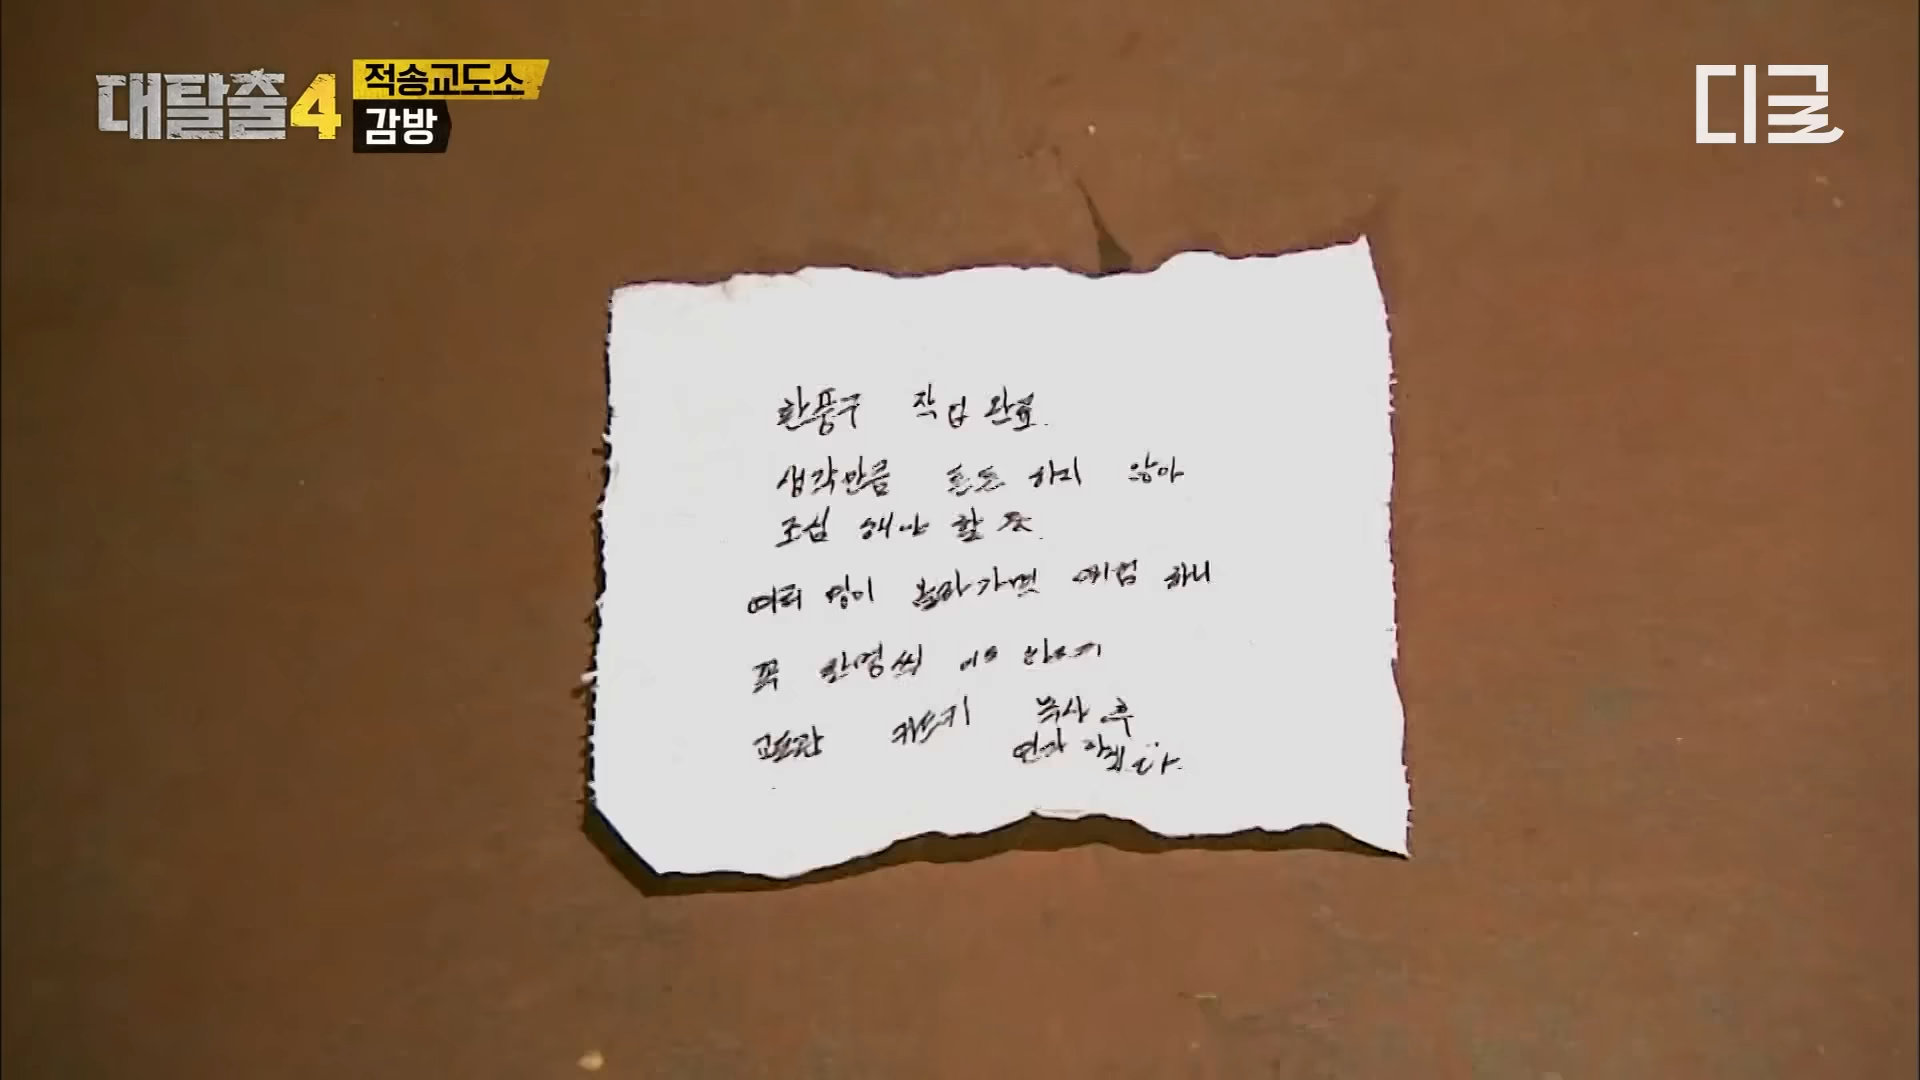 대탈출4
적송교도소
감방
디글
환풍구 작업 완료.
생각만큼 튼튼 하지 않아
조심 해야 할 듯.
여러 명이 올라가면 위험 하니
꼭 한명씩 이동 하도록
교도관 카드키 복사 후
연락 하겠다.